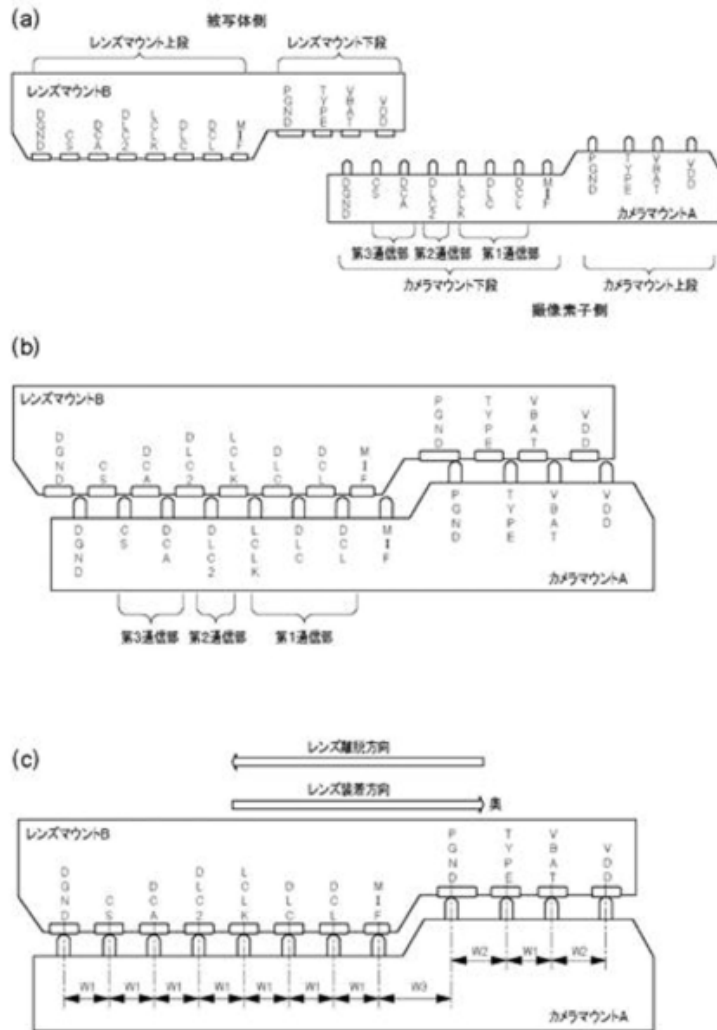 (a)
被写体側
レンズマウント上段 レンズマウント下段
レンズマウントB
DGND CS DCA DLC2 LCLK DLC DCL MIF PGND TYPE VBAT VDD
DGND CS DCA DLC2 LCLK DLC DCL MIF PGND TYPE VBAT VDD
カメラマウントA
第3通信部 第2通信部 第1通信部
カメラマウント下段 カメラマウント上段
撮像素子側
(b)
レンズマウントB
DGND CS DCA DLC2 LCLK DLC DCL MIF PGND TYPE VBAT VDD
DGND CS DCA DLC2 LCLK DLC DCL MIF PGND TYPE VBAT VDD
カメラマウントA
第3通信部 第2通信部 第1通信部
(c)
レンズ離脱方向
レンズ装着方向 奥
レンズマウントB
DGND CS DCA DLC2 LCLK DLC DCL MIF PGND TYPE VBAT VDD
W2 W1 W2
W1 W1 W1 W1 W1 W1 W1 W3
カメラマウントA